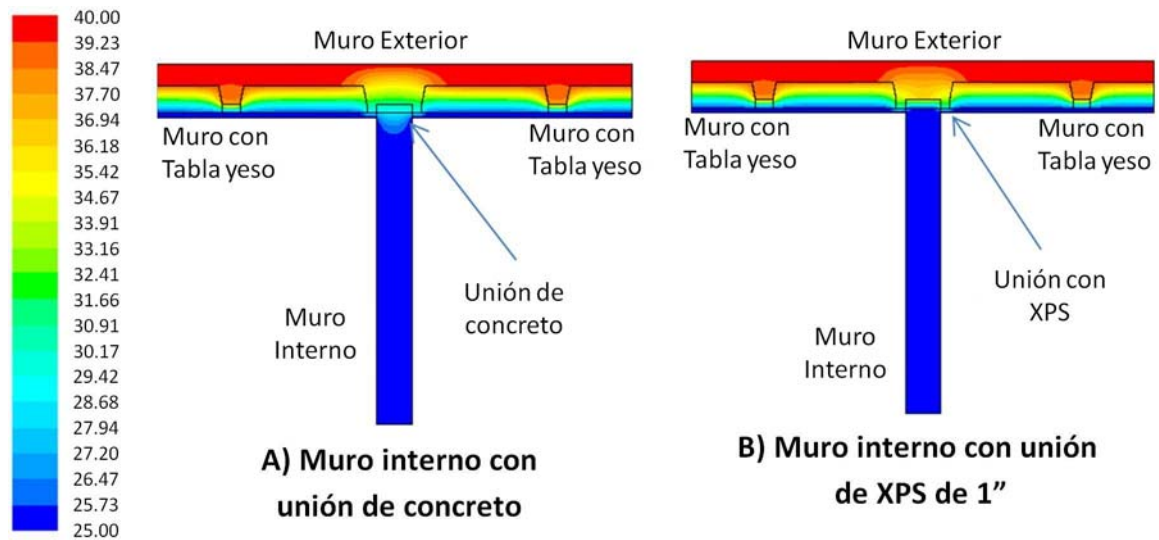 40.00
39.23
38.47
37.70
36.94
36.18
35.42
34.67
33.91
33.16
32.41
31.66
30.91
30.17
29.42
28.68
27.94
27.20
26.47
25.73
25.00
Muro Exterior
Muro con
Tabla yeso
Muro con
Tabla yeso
Unión de
concreto
Muro
Interno
A) Muro interno con
unión de concreto
Muro Exterior
Muro con
Tabla yeso
Muro con
Tabla yeso
Unión con
XPS
Muro
Interno
B) Muro interno con unión
de XPS de 1”